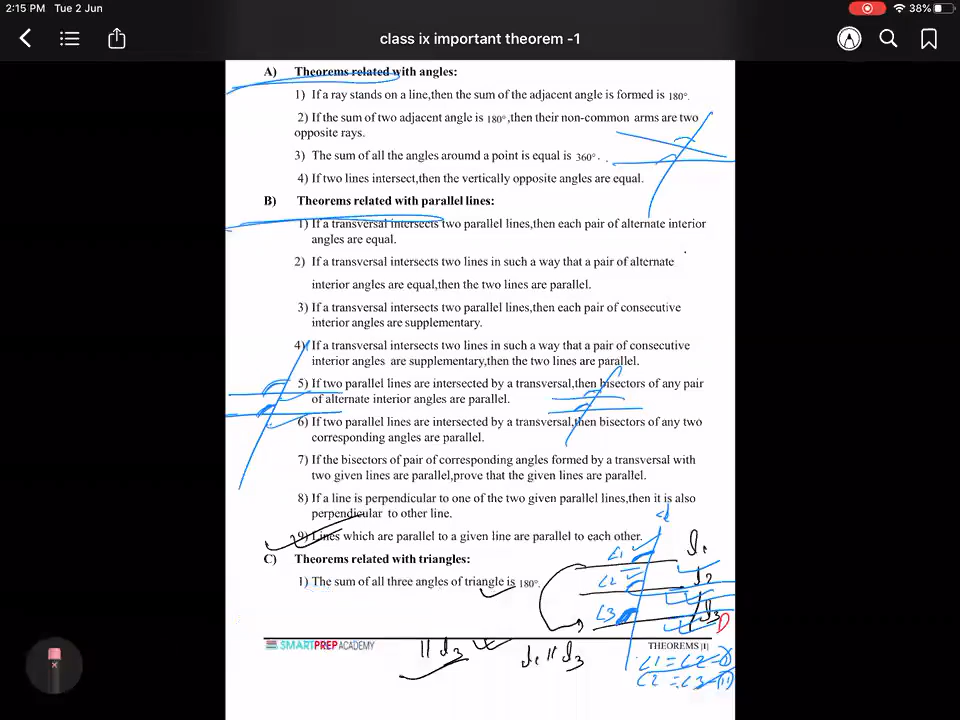 2:15 PM Tue 2 Jun
38%
class ix important theorem -1
A) Theorems related with angles:
1) If a ray stands on a line,then the sum of the adjacent angle is formed is 180°.
2) If the sum of two adjacent angle is 180°,then their non-common arms are two
opposite rays.
3) The sum of all the angles aroumd a point is equal is 360°.
4) If two lines intersect,then the vertically opposite angles are equal.
B) Theorems related with parallel lines:
1) If a transversal intersects two parallel lines,then each pair of alternate interior
angles are equal.
2) If a transversal intersects two lines in such a way that a pair of alternate
interior angles are equal,then the two lines are parallel.
3) If a transversal intersects two parallel lines,then each pair of consecutive
interior angles are supplementary.
4) If a transversal intersects two lines in such a way that a pair of consecutive
interior angles are supplementary,then the two lines are parallel.
5) If two parallel lines are intersected by a transversal,then bisectors of any pair
of alternate interior angles are parallel.
6) If two parallel lines are intersected by a transversal,then bisectors of any two
corresponding angles are parallel.
7) If the bisectors of pair of corresponding angles formed by a transversal with
two given lines are parallel,prove that the given lines are parallel.
8) If a line is perpendicular to one of the two given parallel lines,then it is also
perpendicular to other line.
9) Lines which are parallel to a given line are parallel to each other.
C) Theorems related with triangles:
1) The sum of all three angles of triangle is 180°.
∠1
l1
∠2
l2
∠3
l3
SMARTPREP ACADEMY
THEOREMS |1|
|| l3
l1 || l3
∠1 = ∠2
∠2 = ∠3 -(11)